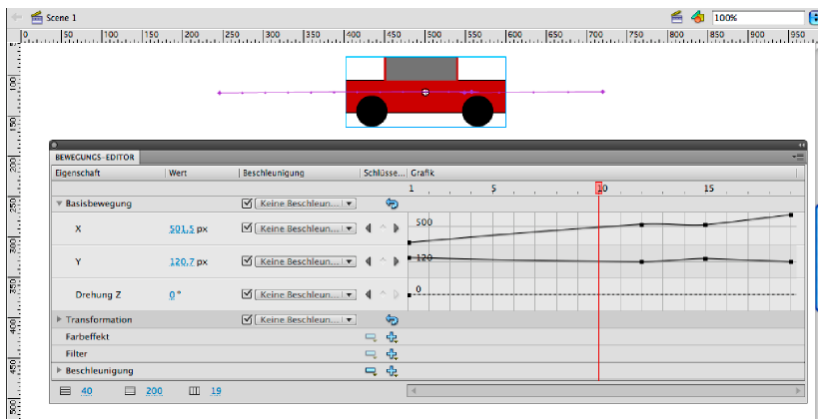 Scene 1
100%
0 50 100 150 200 250 300 350 400 450 500 550 600 650 700 750 800 850 900 950
100
150
200
250
300
350
400
450
500
BEWEGUNGS-EDITOR
Eigenschaft Wert Beschleunigung Schlüsse... Grafik
1 5 10 15
Basisbewegung Keine Beschleun...
X 501,5 px Keine Beschleun... 500
Y 120,7 px Keine Beschleun... 120
Drehung Z 0 ° Keine Beschleun... 0
Transformation Keine Beschleun...
Farbeffekt
Filter
Beschleunigung
40 200 19